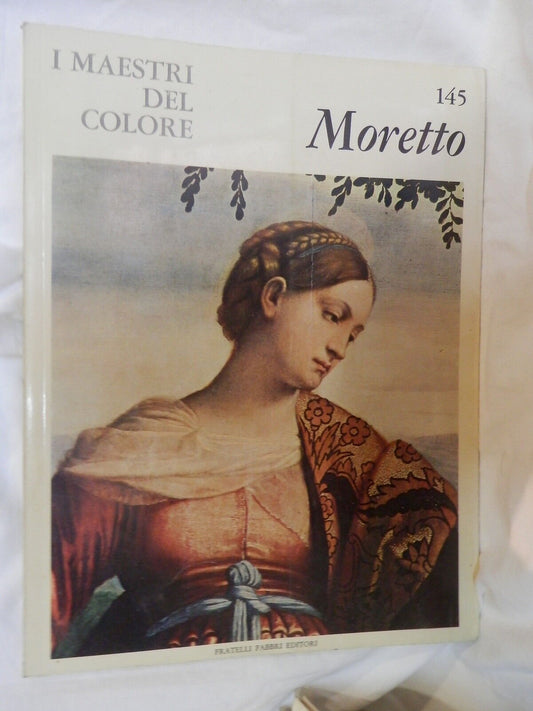 I MAESTRI
DEL
COLORE
145
Moretto
FRATELLI FABBRI EDITORI